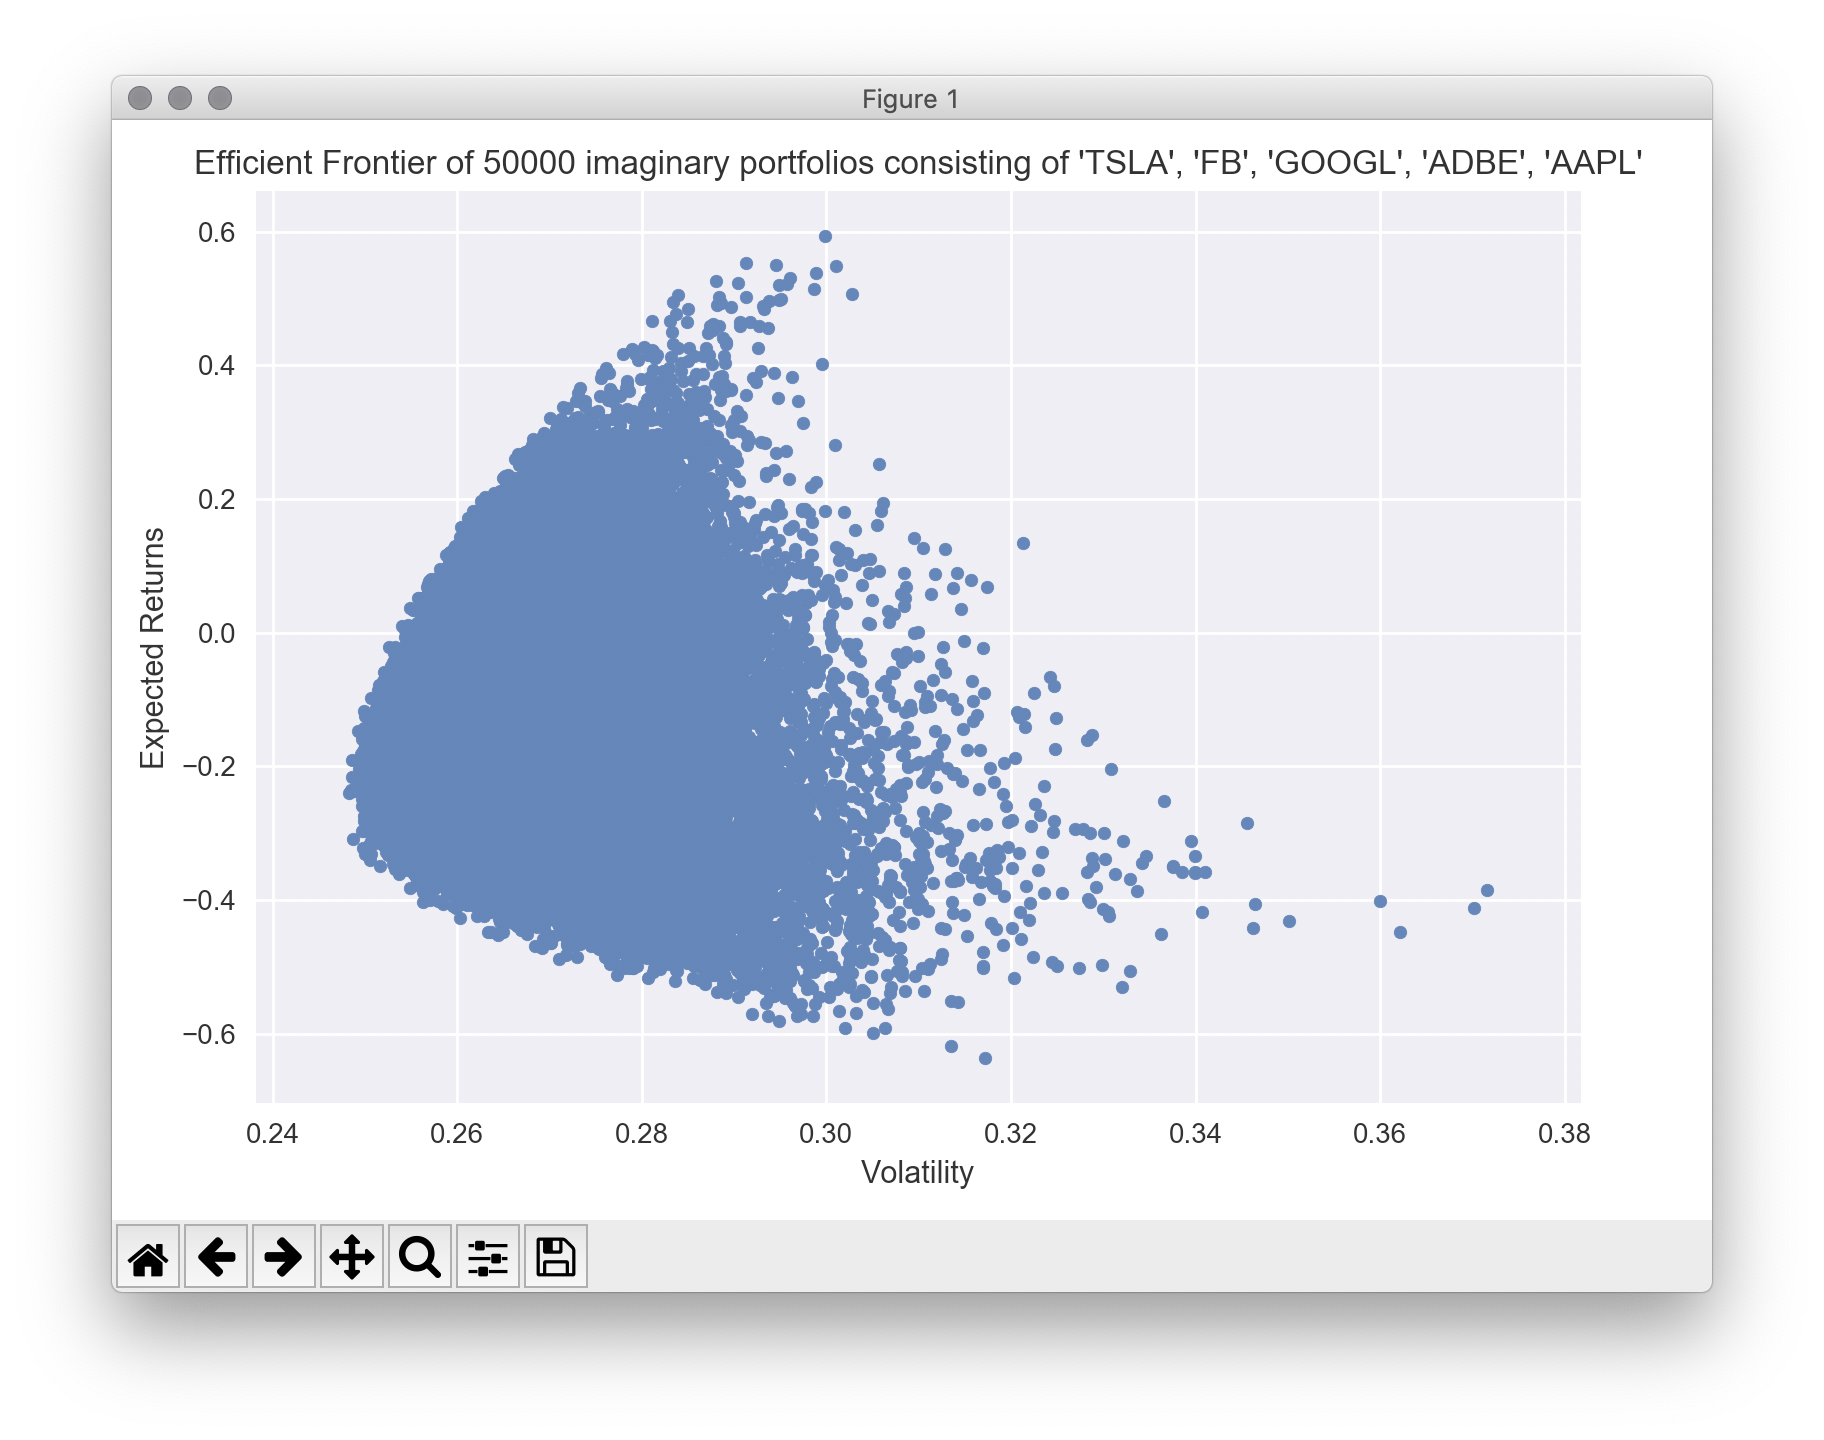 Figure 1
Efficient Frontier of 50000 imaginary portfolios consisting of 'TSLA', 'FB', 'GOOGL', 'ADBE', 'AAPL'
0.6
0.4
0.2
0.0
−0.2
−0.4
−0.6
Expected Returns
0.24 0.26 0.28 0.30 0.32 0.34 0.36 0.38
Volatility